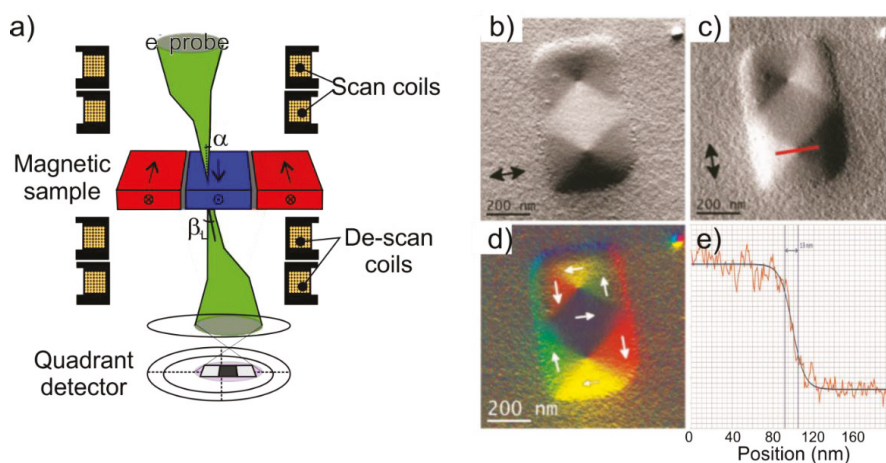 a)
e⁻ probe
Scan coils
α
Magnetic
sample
β_L
De-scan
coils
Quadrant
detector
b)
200 nm
c)
200 nm
d)
200 nm
e)
0 40 80 120 160
Position (nm)